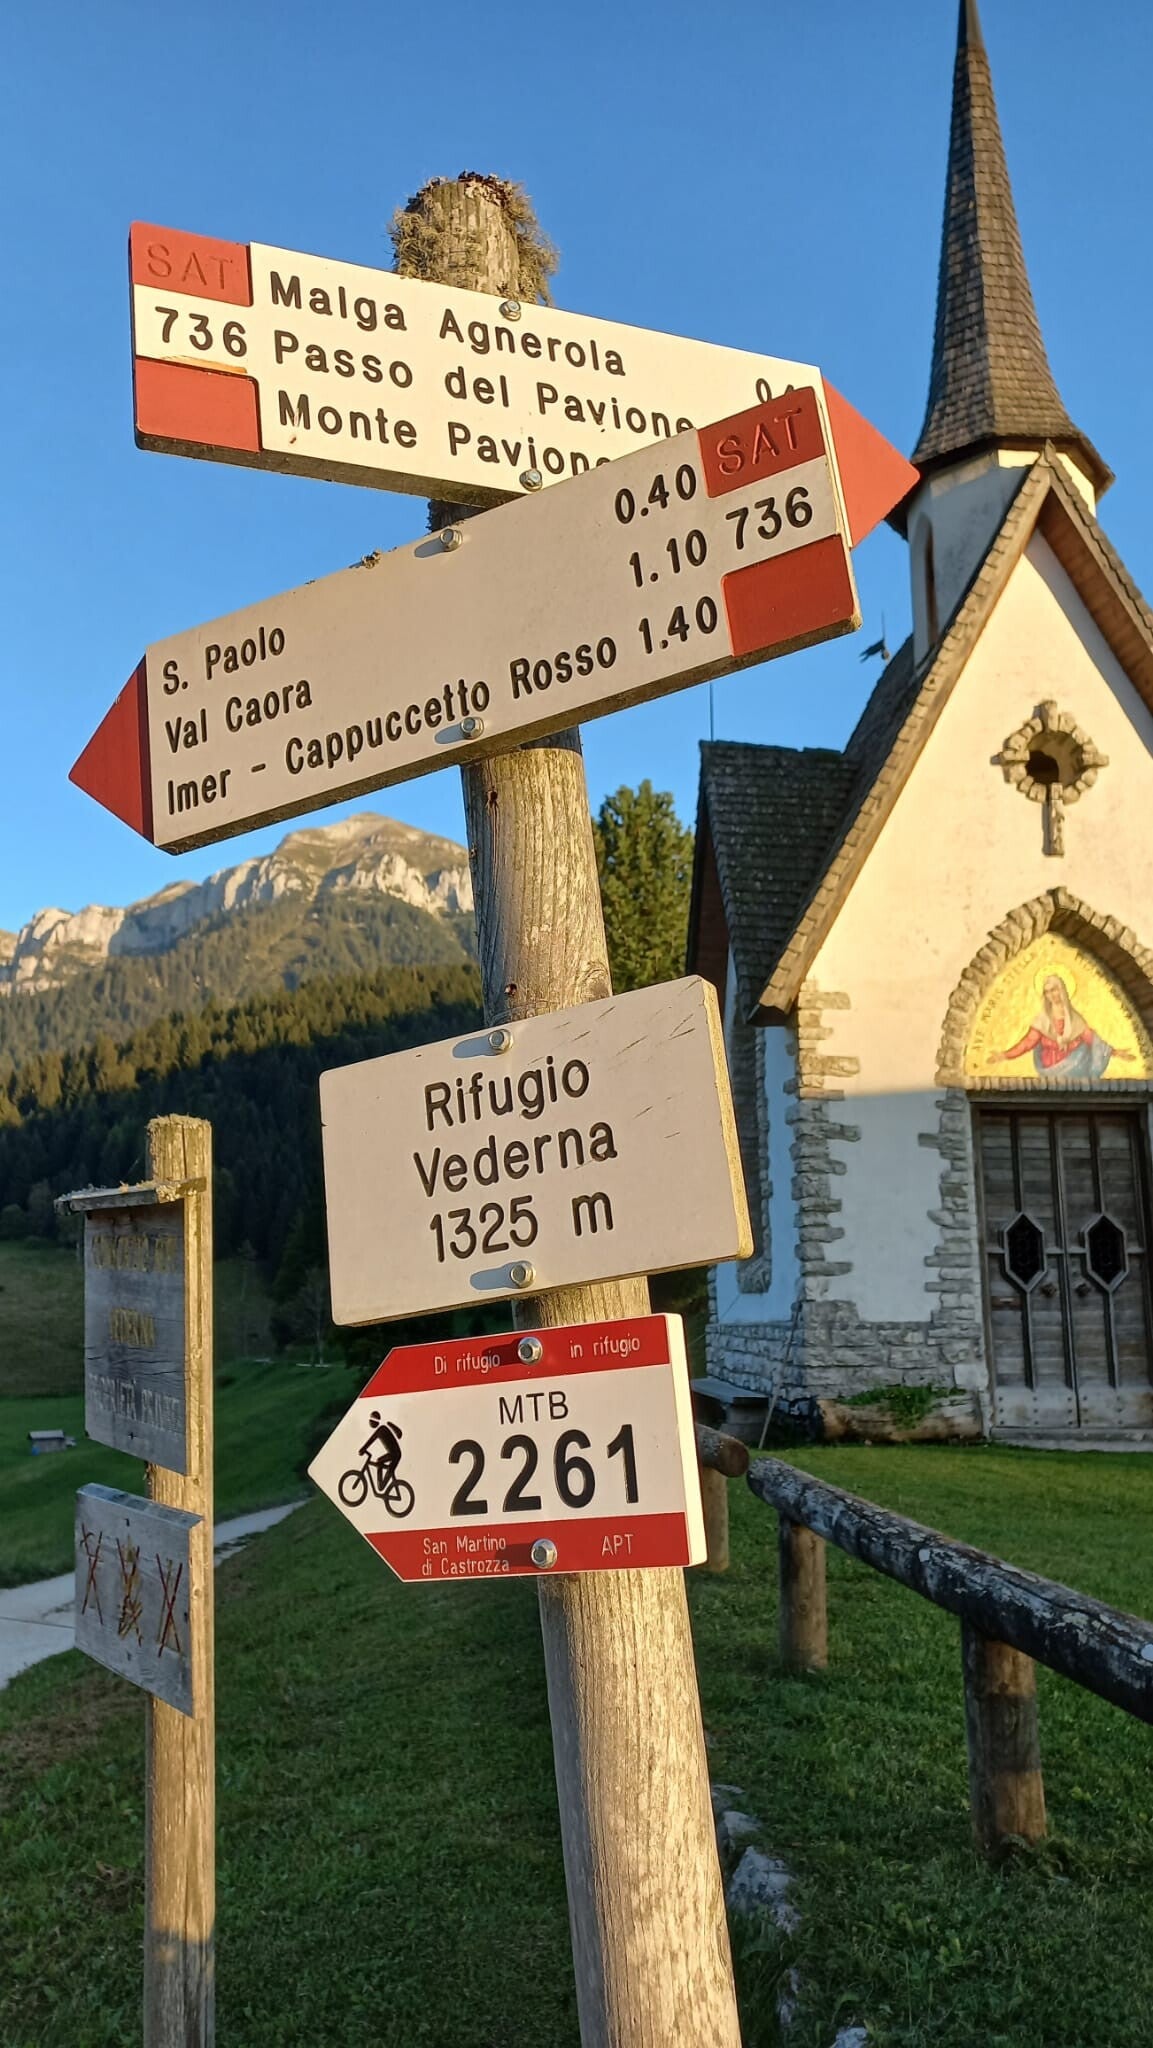 SAT
Malga Agnerola
736 Passo del Pavione
Monte Pavione
SAT
S. Paolo 0.40
Val Caora 1.10 736
Imer - Cappuccetto Rosso 1.40
Rifugio
Vederna
1325 m
Di rifugio in rifugio
MTB
2261
San Martino
di Castrozza
APT